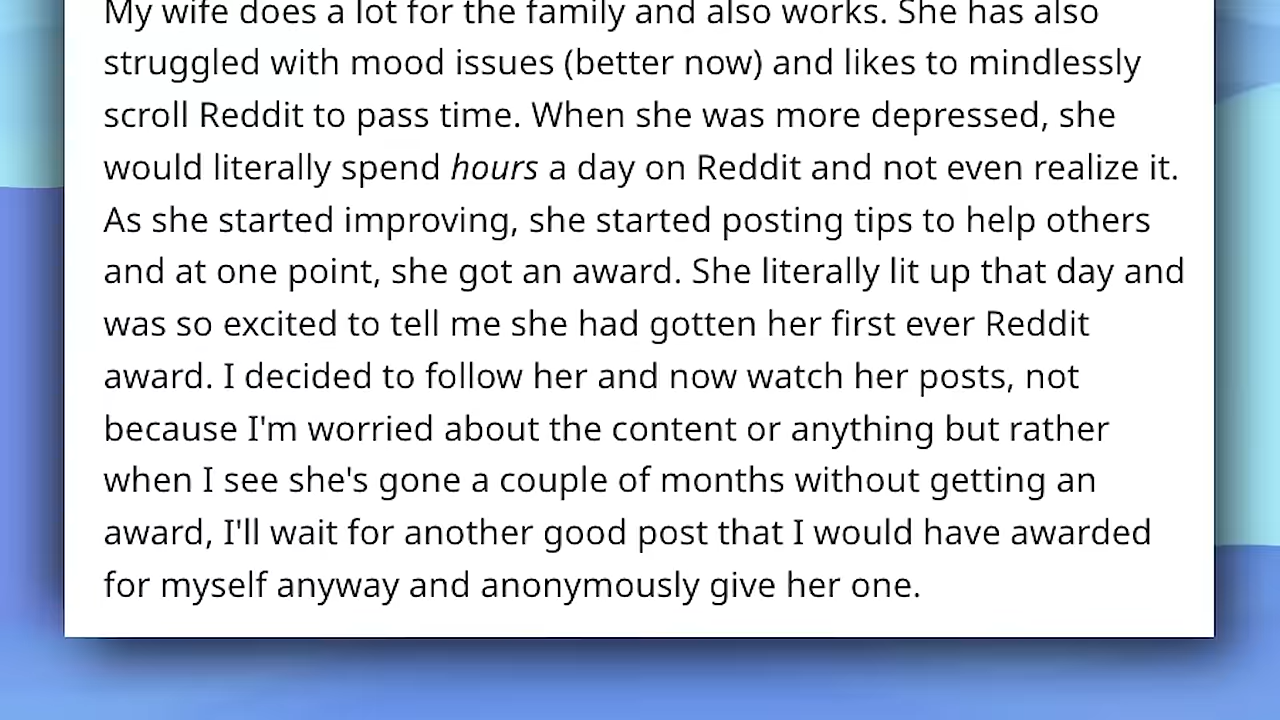 My wife does a lot for the family and also works. She has also
struggled with mood issues (better now) and likes to mindlessly
scroll Reddit to pass time. When she was more depressed, she
would literally spend hours a day on Reddit and not even realize it.
As she started improving, she started posting tips to help others
and at one point, she got an award. She literally lit up that day and
was so excited to tell me she had gotten her first ever Reddit
award. I decided to follow her and now watch her posts, not
because I'm worried about the content or anything but rather
when I see she's gone a couple of months without getting an
award, I'll wait for another good post that I would have awarded
for myself anyway and anonymously give her one.